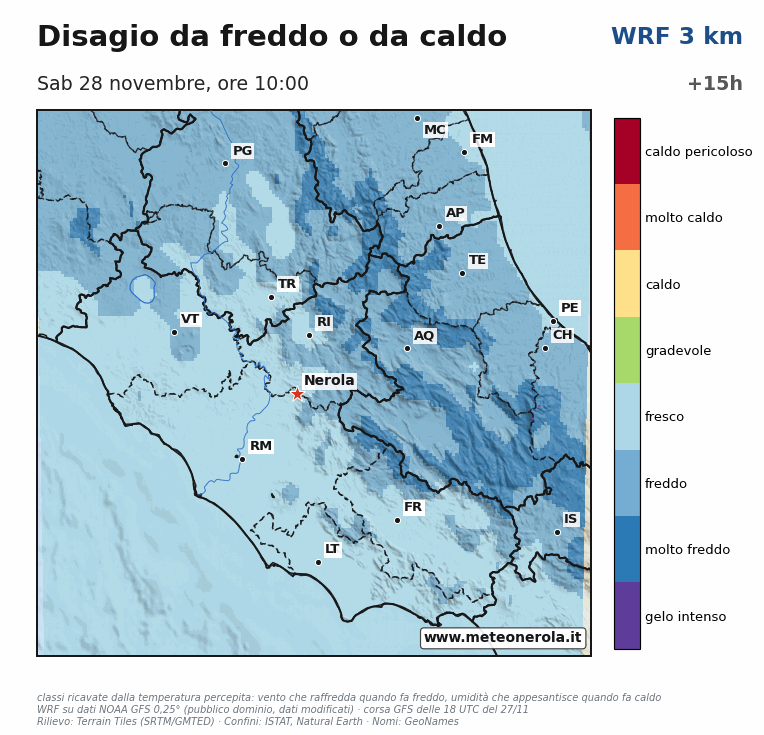 Disagio da freddo o da caldo
WRF 3 km
Sab 28 novembre, ore 10:00
+15h
MC
FM
PG
AP
TE
TR
PE
VT
RI
CH
AQ
Nerola
RM
FR
IS
LT
www.meteonerola.it
caldo pericoloso
molto caldo
caldo
gradevole
fresco
freddo
molto freddo
gelo intenso
classi ricavate dalla temperatura percepita: vento che raffredda quando fa freddo, umidità che appesantisce quando fa caldo
WRF su dati NOAA GFS 0,25° (pubblico dominio, dati modificati) · corsa GFS delle 18 UTC del 27/11
Rilievo: Terrain Tiles (SRTM/GMTED) · Confini: ISTAT, Natural Earth · Nomi: GeoNames